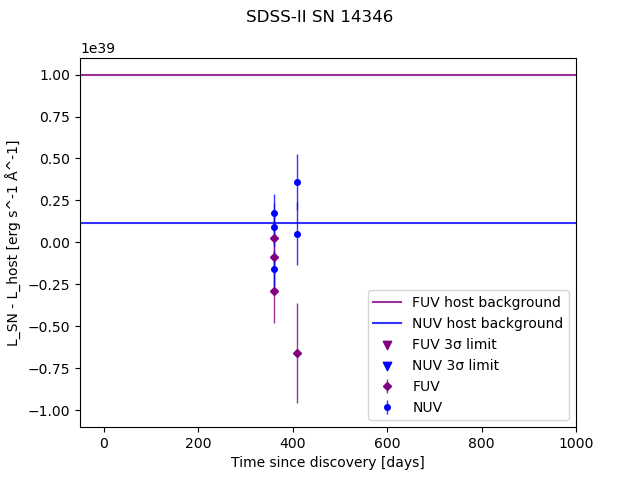 SDSS-II SN 14346
1e39
1.00
0.75
0.50
0.25
0.00
−0.25
−0.50
−0.75
−1.00
L_SN - L_host [erg s^-1 Å^-1]
FUV host background
NUV host background
FUV 3σ limit
NUV 3σ limit
FUV
NUV
0 200 400 600 800 1000
Time since discovery [days]